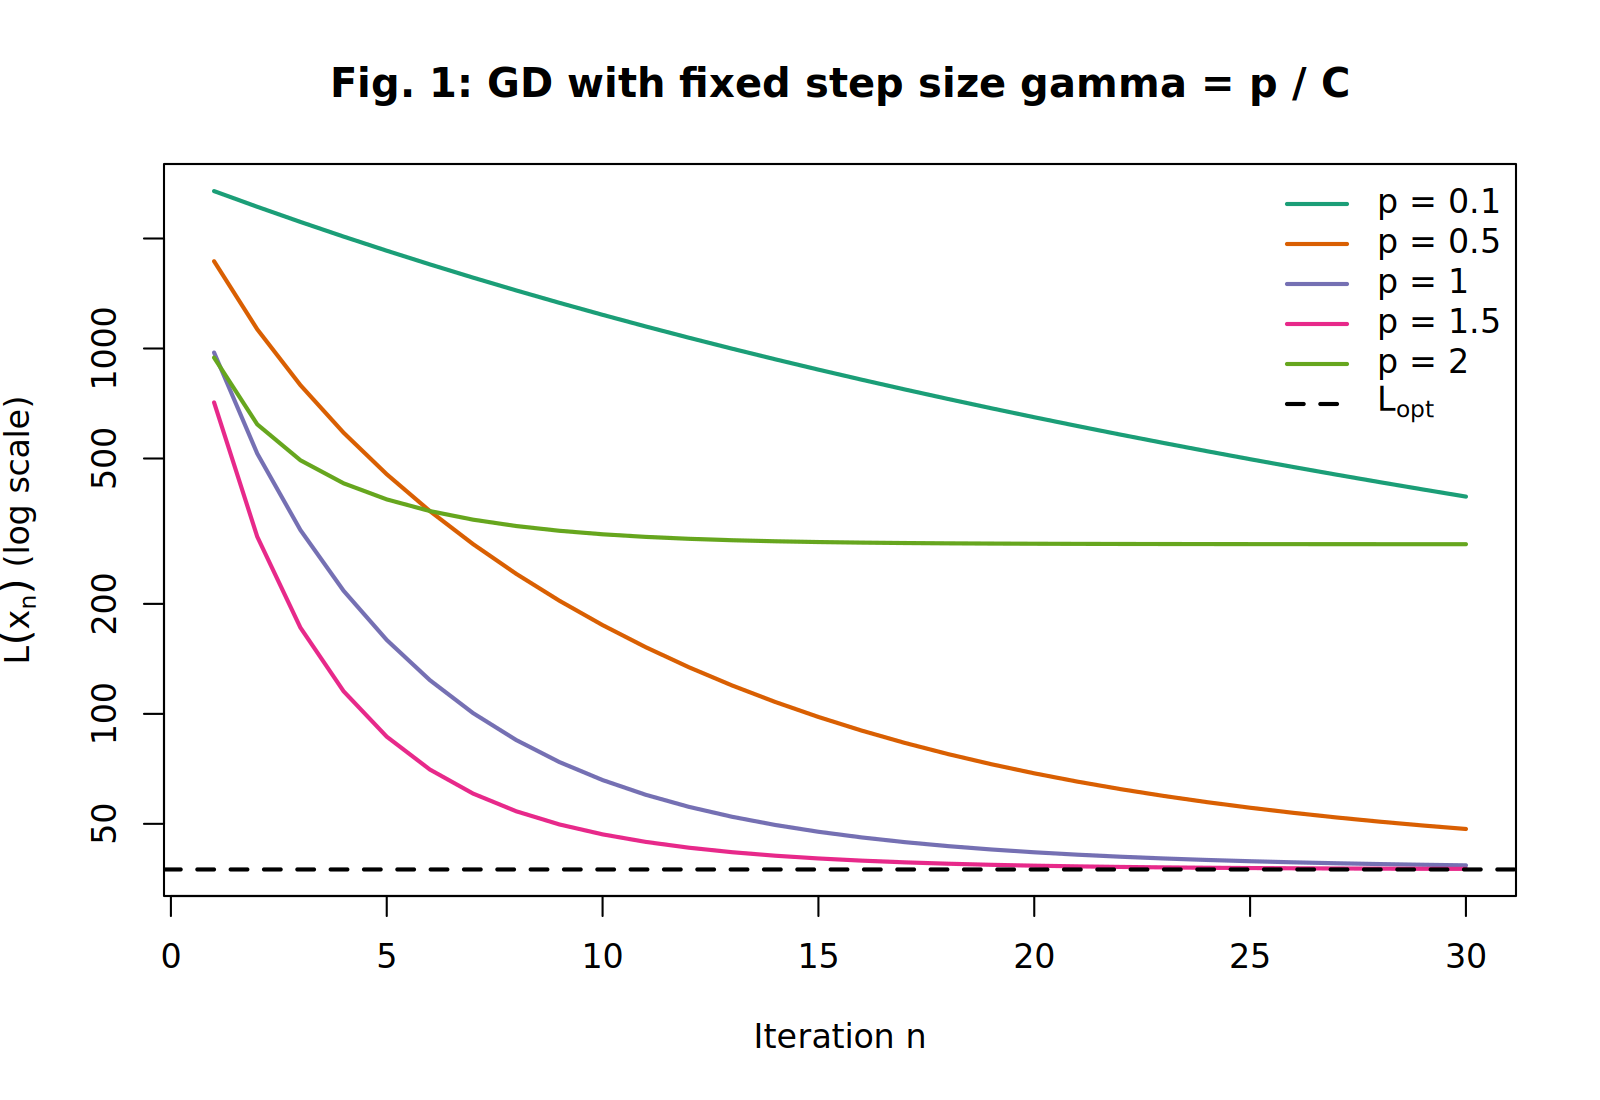 Fig. 1: GD with fixed step size gamma = p / C
p = 0.1
p = 0.5
p = 1
p = 1.5
p = 2
Lopt
L(xn) (log scale)
1000
500
200
100
50
0 5 10 15 20 25 30
Iteration n